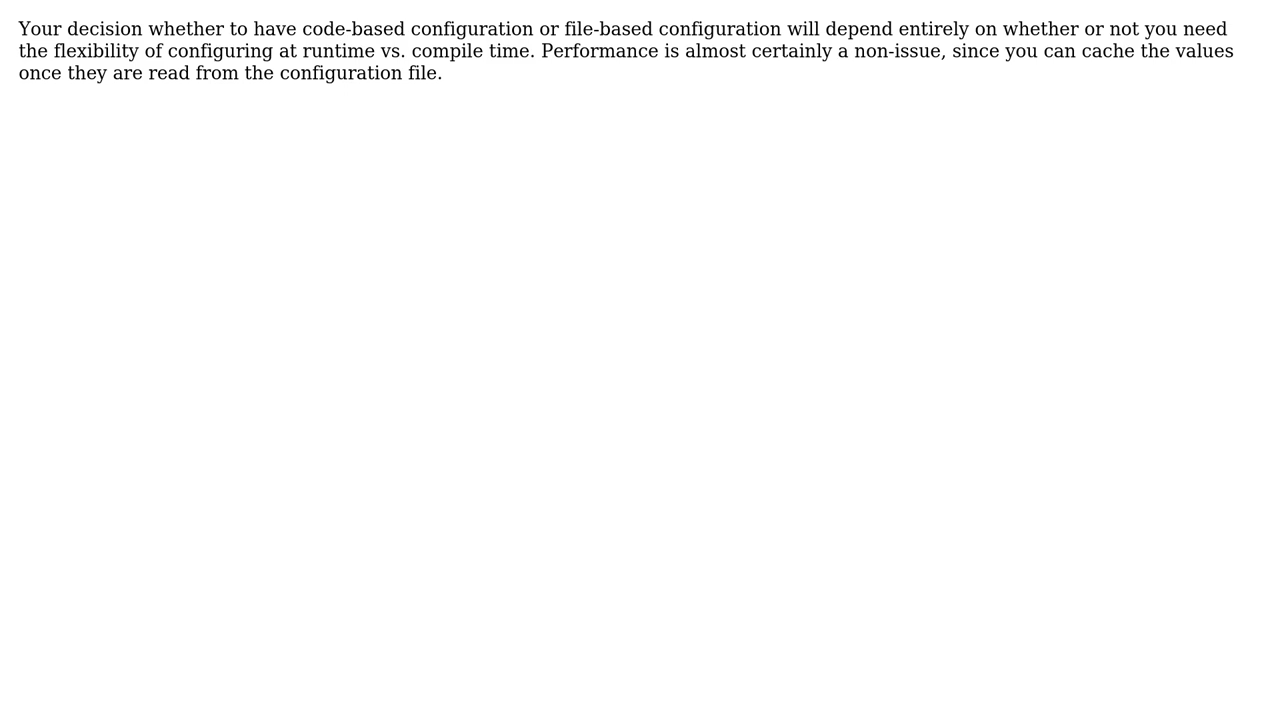 Your decision whether to have code-based configuration or file-based configuration will depend entirely on whether or not you need
the flexibility of configuring at runtime vs. compile time. Performance is almost certainly a non-issue, since you can cache the values
once they are read from the configuration file.